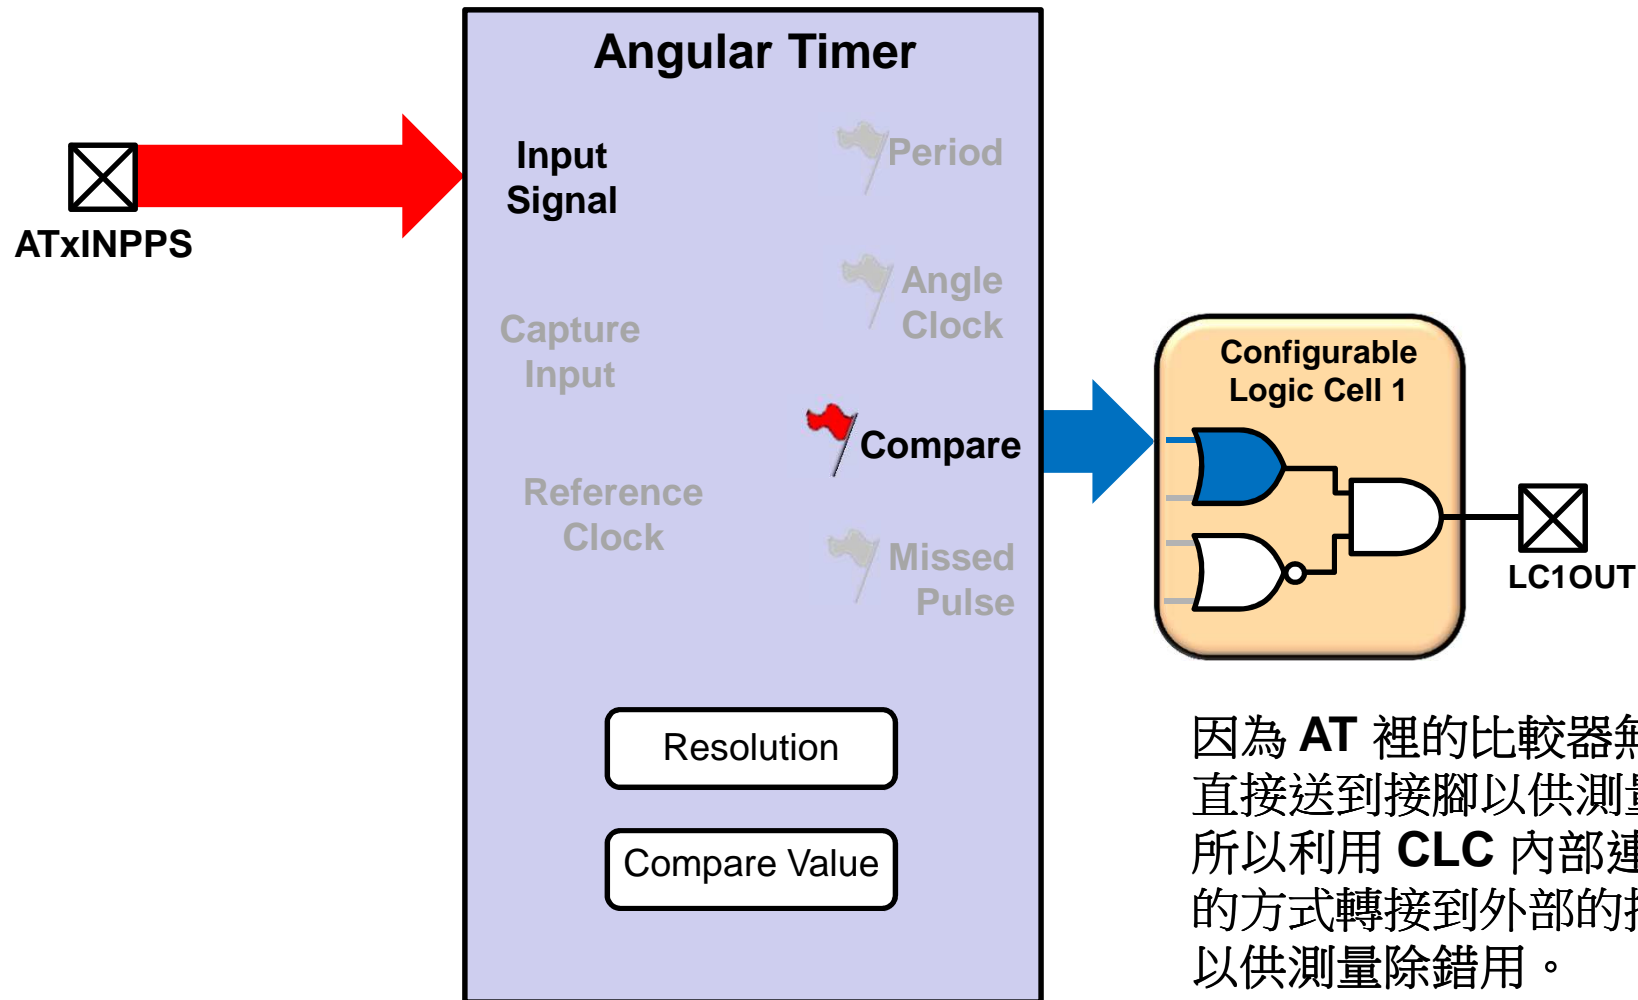 Angular Timer
Input
Signal
Period
ATxINPPS
Angle
Clock
Capture
Input
Configurable
Logic Cell 1
Compare
Reference
Clock
Missed
Pulse
LC1OUT
Resolution
Compare Value
因為 AT 裡的比較器無
直接送到接腳以供測量
所以利用 CLC 內部連
的方式轉接到外部的
以供測量除錯用。